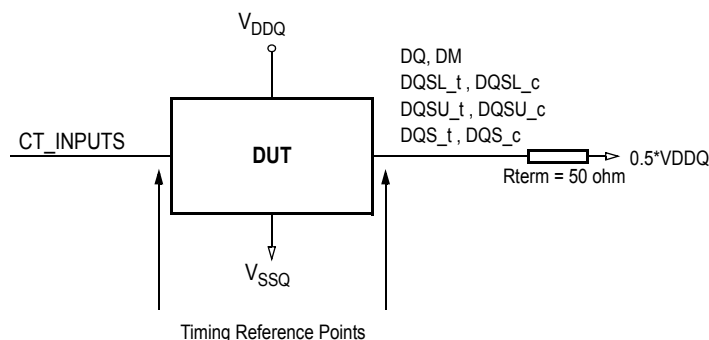 VDDQ
DQ, DM
DQSL_t , DQSL_c
DQSU_t , DQSU_c
DQS_t , DQS_c
CT_INPUTS
DUT
0.5*VDDQ
Rterm = 50 ohm
VSSQ
Timing Reference Points